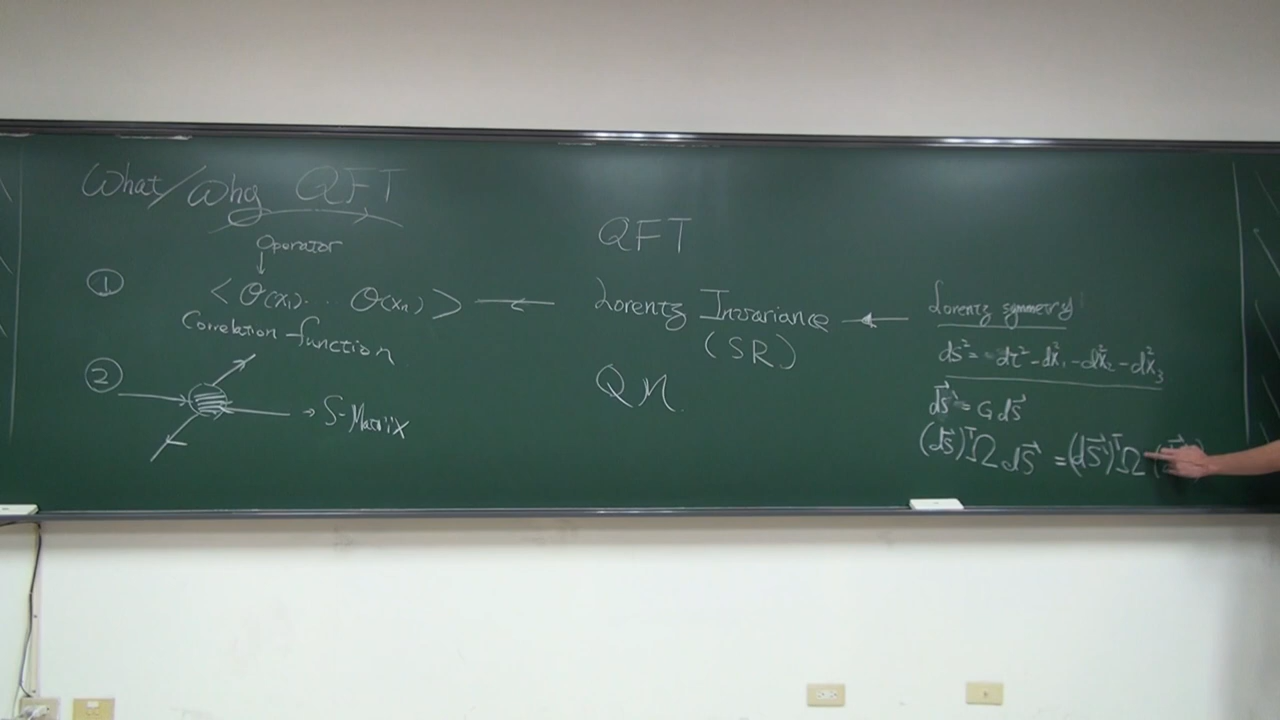 What/Why QFT
Operator
① < O(x₁) .... O(xₙ) >
Correlation function
② → S-Matrix
QFT
Lorentz Invariance
(SR)
QM.
Lorentz symmetry
ds² = dt² - dx₁² - dx₂² - dx₃²
ds⃗' = G ds⃗
(ds⃗)ᵀ Ω ds⃗ = (ds⃗')ᵀ Ω